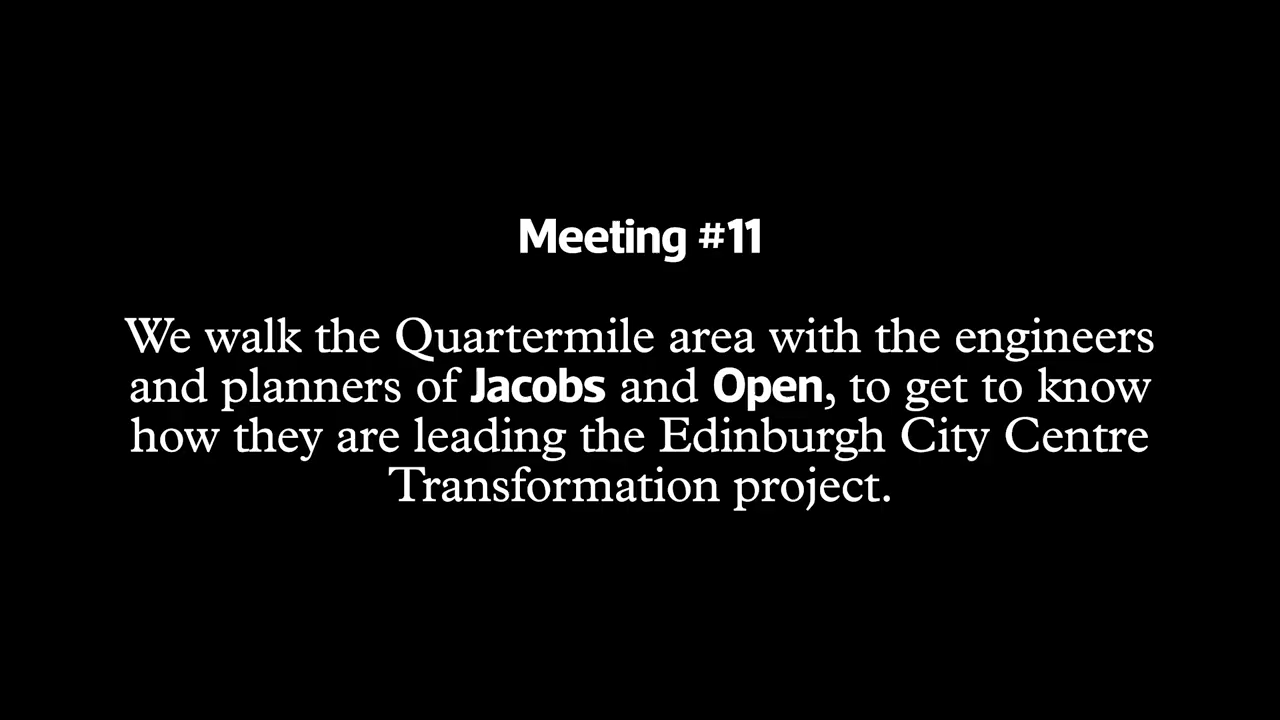 Meeting #11
We walk the Quartermile area with the engineers
and planners of Jacobs and Open, to get to know
how they are leading the Edinburgh City Centre
Transformation project.